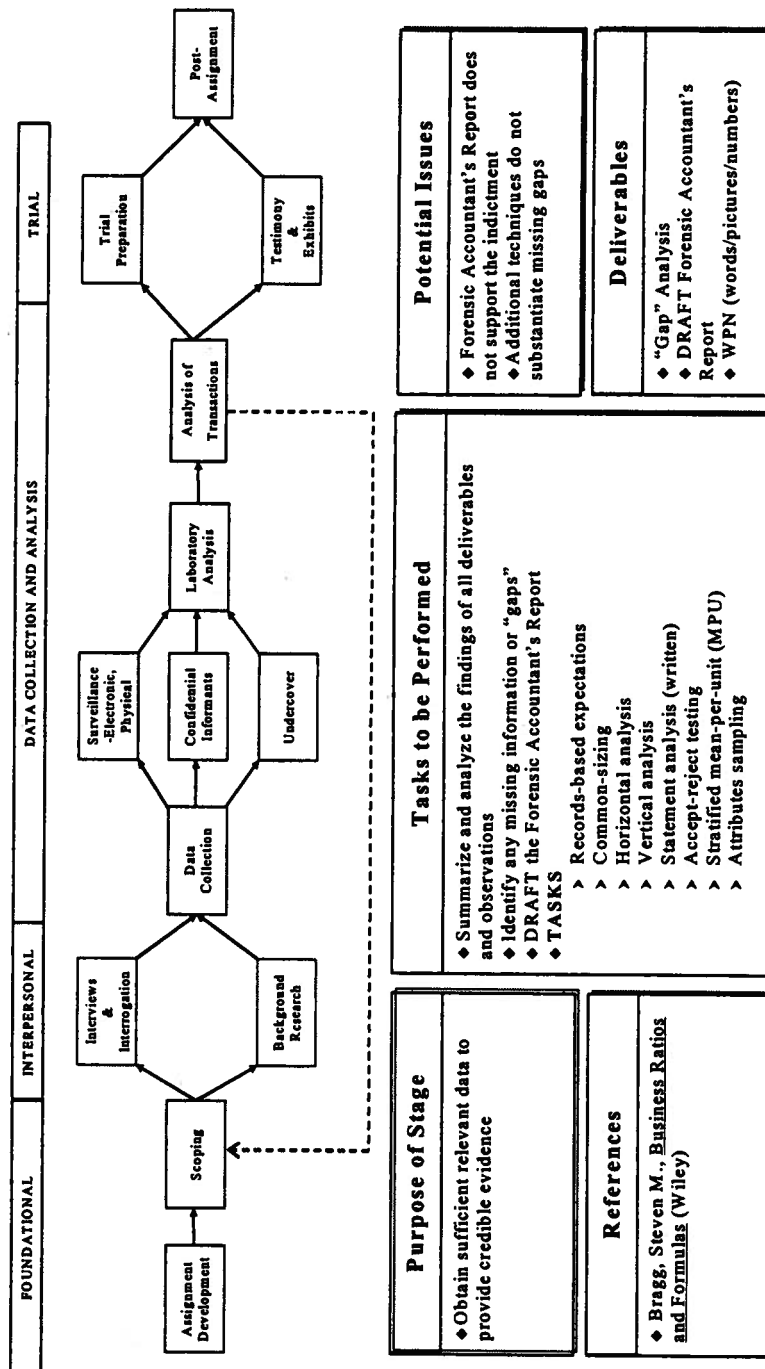 FOUNDATIONAL
INTERPERSONAL
DATA COLLECTION AND ANALYSIS
TRIAL
Assignment
Development
Scoping
Interviews
&
Interrogation
Background
Research
Data
Collection
Surveillance
-Electronic,
Physical
Confidential
Informants
Undercover
Laboratory
Analysis
Analysis of
Transactions
Trial
Preparation
Testimony
&
Exhibits
Post-
Assignment
Purpose of Stage
◆ Obtain sufficient relevant data to
provide credible evidence
References
◆ Bragg, Steven M., Business Ratios
and Formulas (Wiley)
Tasks to be Performed
◆ Summarize and analyze the findings of all deliverables
and observations
◆ Identify any missing information or “gaps”
◆ DRAFT the Forensic Accountant's Report
◆ TASKS
> Records-based expectations
> Common-sizing
> Horizontal analysis
> Vertical analysis
> Statement analysis (written)
> Accept-reject testing
> Stratified mean-per-unit (MPU)
> Attributes sampling
Potential Issues
◆ Forensic Accountant's Report does
not support the indictment
◆ Additional techniques do not
substantiate missing gaps
Deliverables
◆ “Gap” Analysis
◆ DRAFT Forensic Accountant's
Report
◆ WPN (words/pictures/numbers)